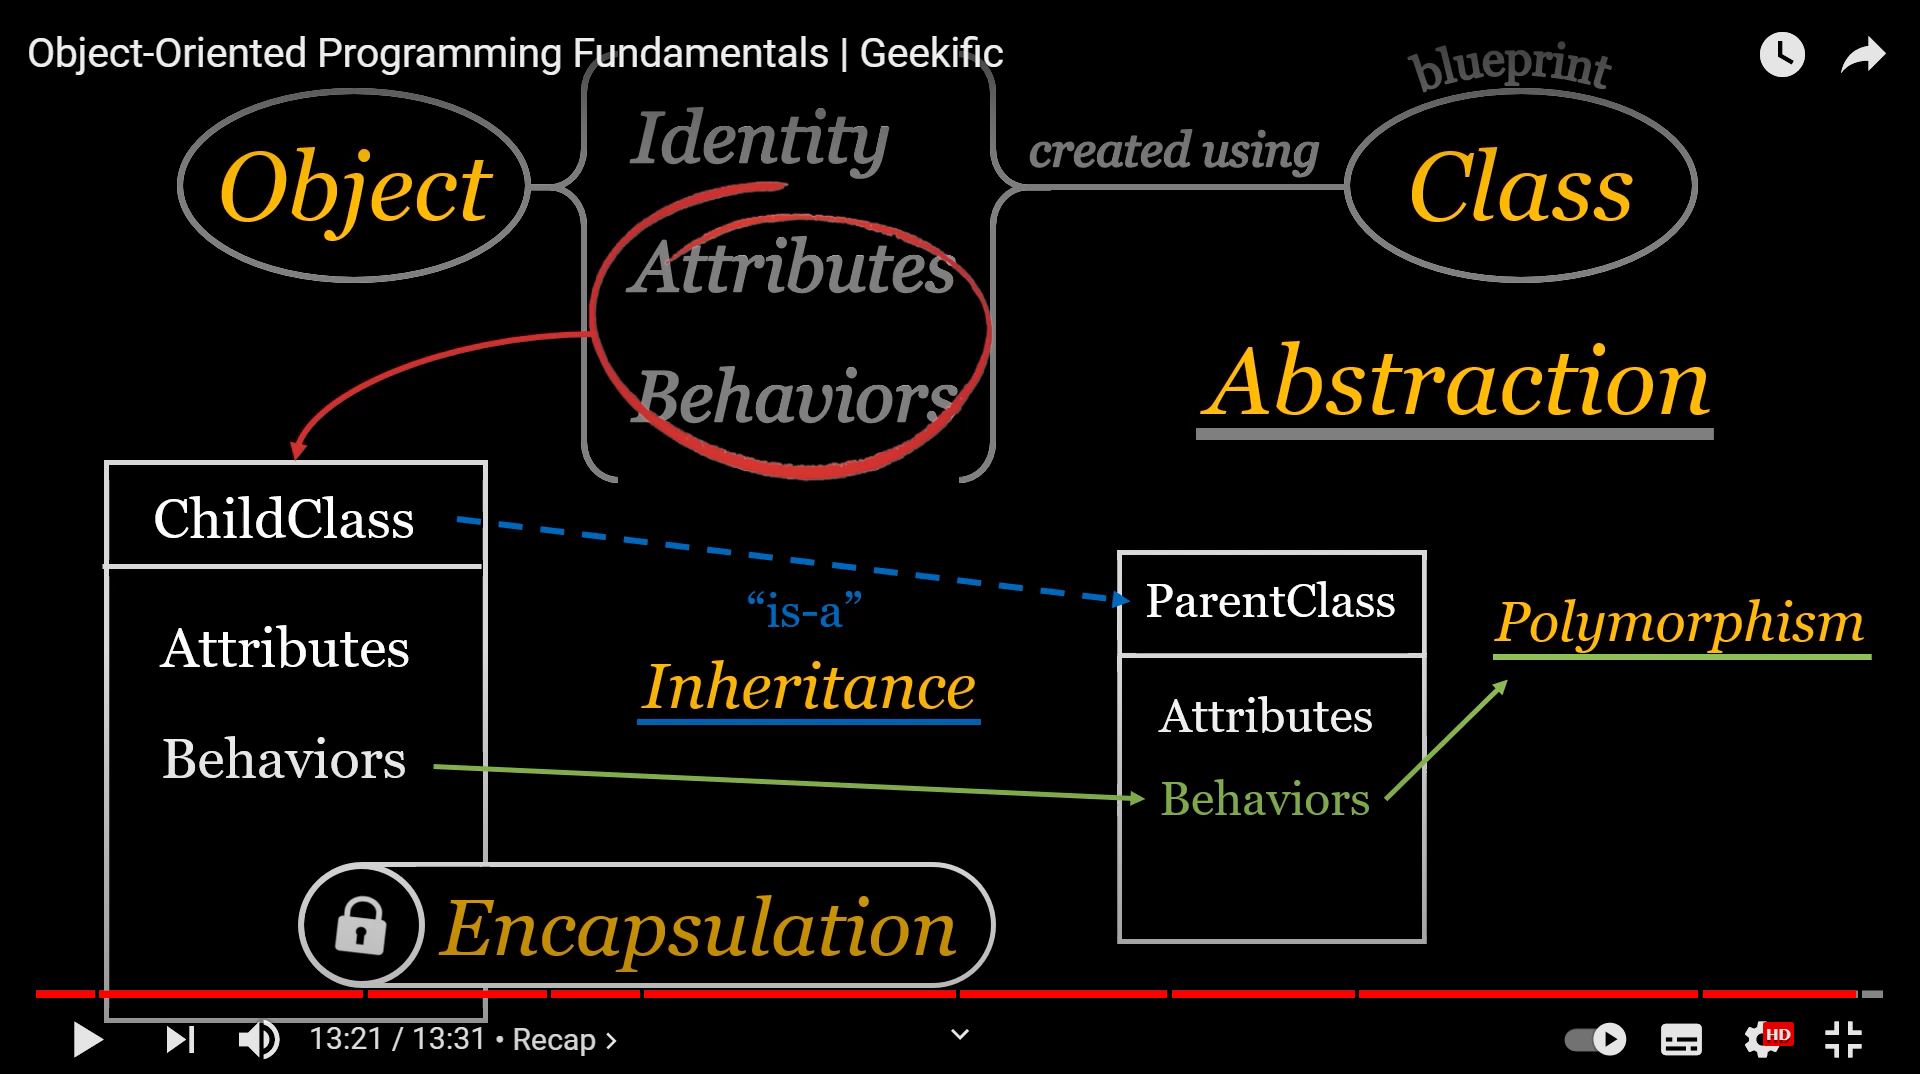 Object-Oriented Programming Fundamentals | Geekific
blueprint
Object
Identity
Attributes
Behaviors
created using
Class
Abstraction
ChildClass
Attributes
Behaviors
“is-a”
Inheritance
ParentClass
Attributes
Behaviors
Polymorphism
Encapsulation
13:21 / 13:31 • Recap ›
HD